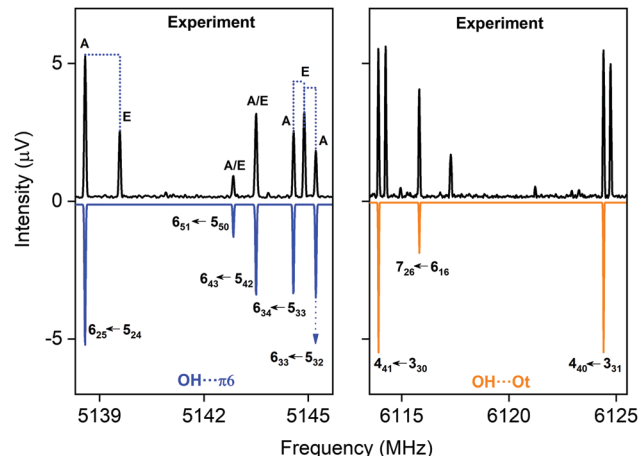 Experiment
Experiment
A
E
A/E
A/E
A
E
A
5
0
-5
Intensity (μV)
6₅₁←5₅₀
6₄₃←5₄₂
6₃₄←5₃₃
6₂₅←5₂₄
6₃₃←5₃₂
OH···π6
7₂₆←6₁₆
4₄₁←3₃₀
4₄₀←3₃₁
OH···Ot
5139
5142
5145
6115
6120
6125
Frequency (MHz)